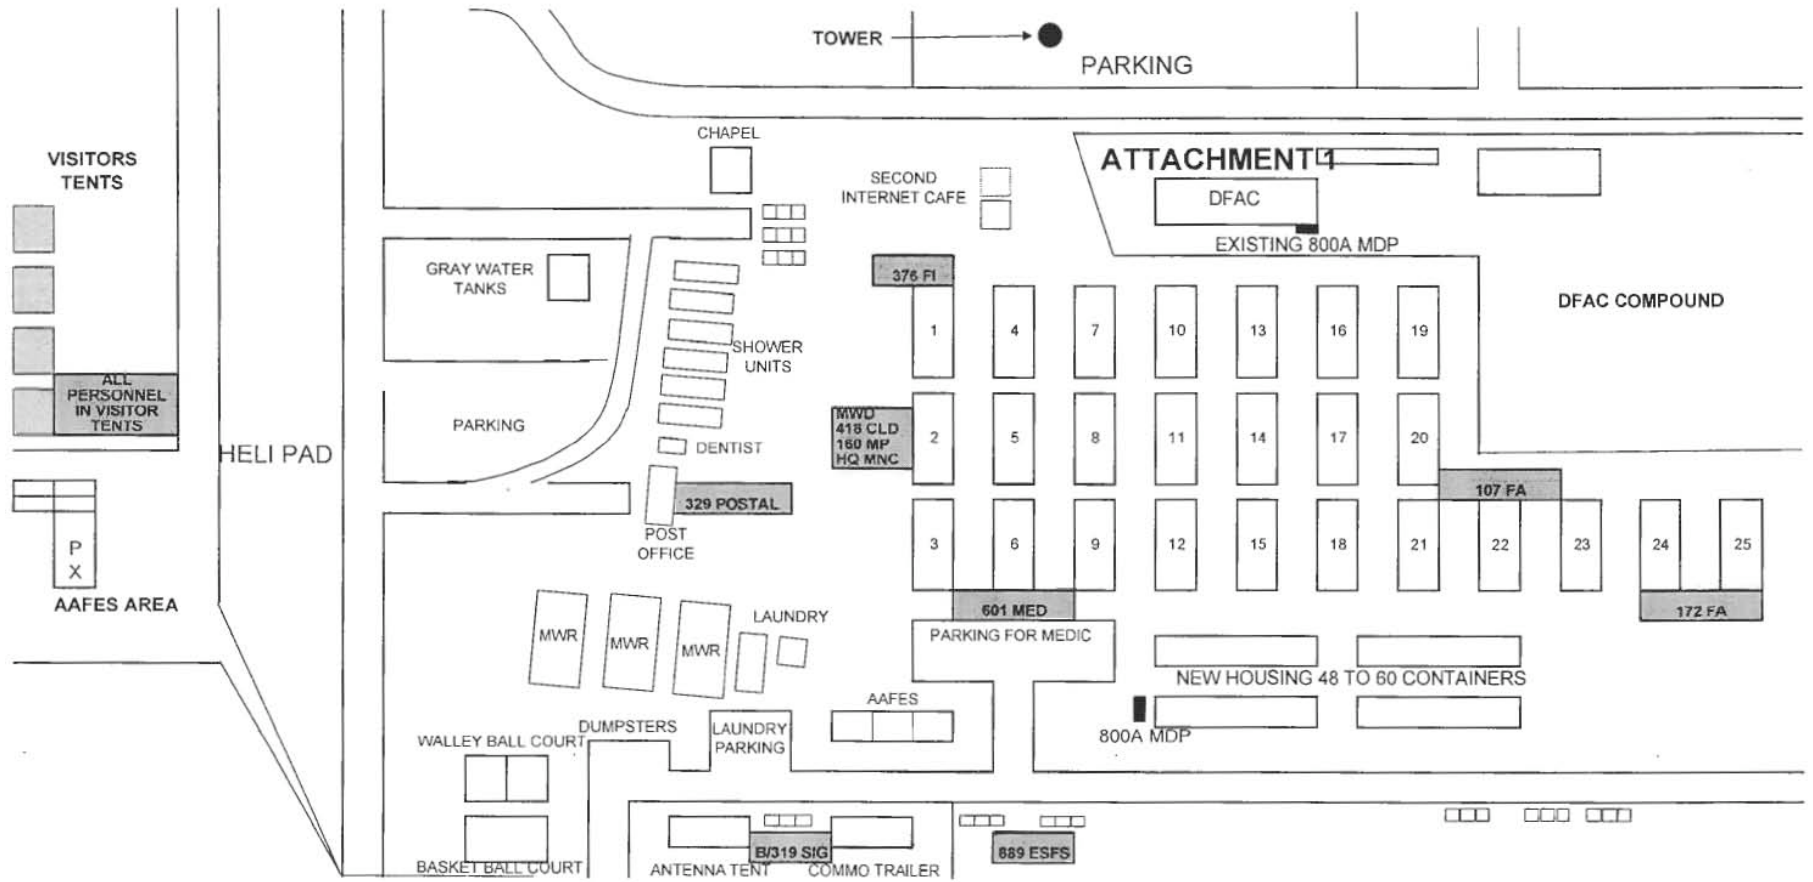 TOWER
PARKING
CHAPEL
VISITORS
TENTS
ATTACHMENT 1
SECOND
INTERNET CAFE
DFAC
EXISTING 800A MDP
GRAY WATER
TANKS
376 FI
DFAC COMPOUND
1
4
7
10
13
16
19
SHOWER
UNITS
ALL
PERSONNEL
IN VISITOR
TENTS
MWD
418 CLD
160 MP
HQ MNC
PARKING
2
5
8
11
14
17
20
HELI PAD
DENTIST
107 FA
329 POSTAL
POST
OFFICE
3
6
9
12
15
18
21
22
23
24
25
P
X
AAFES AREA
601 MED
172 FA
LAUNDRY
MWR
MWR
MWR
PARKING FOR MEDIC
NEW HOUSING 48 TO 60 CONTAINERS
AAFES
DUMPSTERS
LAUNDRY
PARKING
WALLEY BALL COURT
800A MDP
B/319 SIG
889 ESFS
BASKET BALL COURT
ANTENNA TENT
COMMO TRAILER